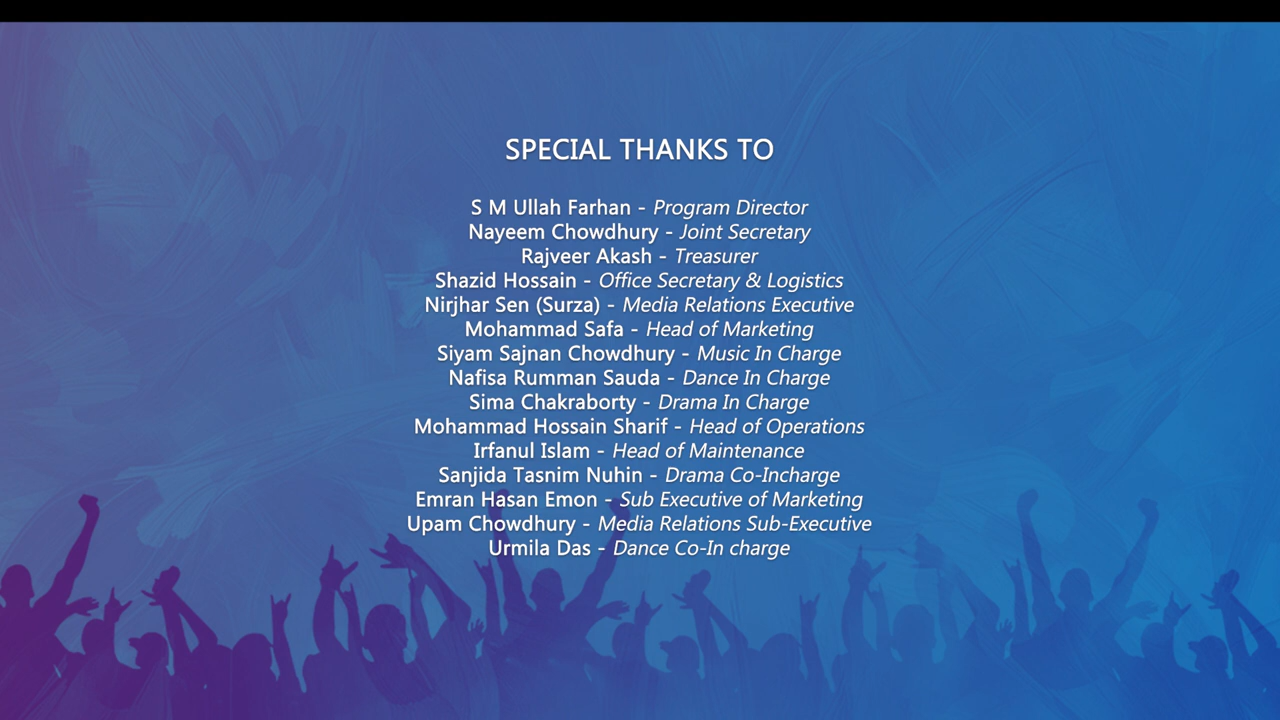 SPECIAL THANKS TO
S M Ullah Farhan - Program Director
Nayeem Chowdhury - Joint Secretary
Rajveer Akash - Treasurer
Shazid Hossain - Office Secretary & Logistics
Nirjhar Sen (Surza) - Media Relations Executive
Mohammad Safa - Head of Marketing
Siyam Sajnan Chowdhury - Music In Charge
Nafisa Rumman Sauda - Dance In Charge
Sima Chakraborty - Drama In Charge
Mohammad Hossain Sharif - Head of Operations
Irfanul Islam - Head of Maintenance
Sanjida Tasnim Nuhin - Drama Co-Incharge
Emran Hasan Emon - Sub Executive of Marketing
Upam Chowdhury - Media Relations Sub-Executive
Urmila Das - Dance Co-In charge